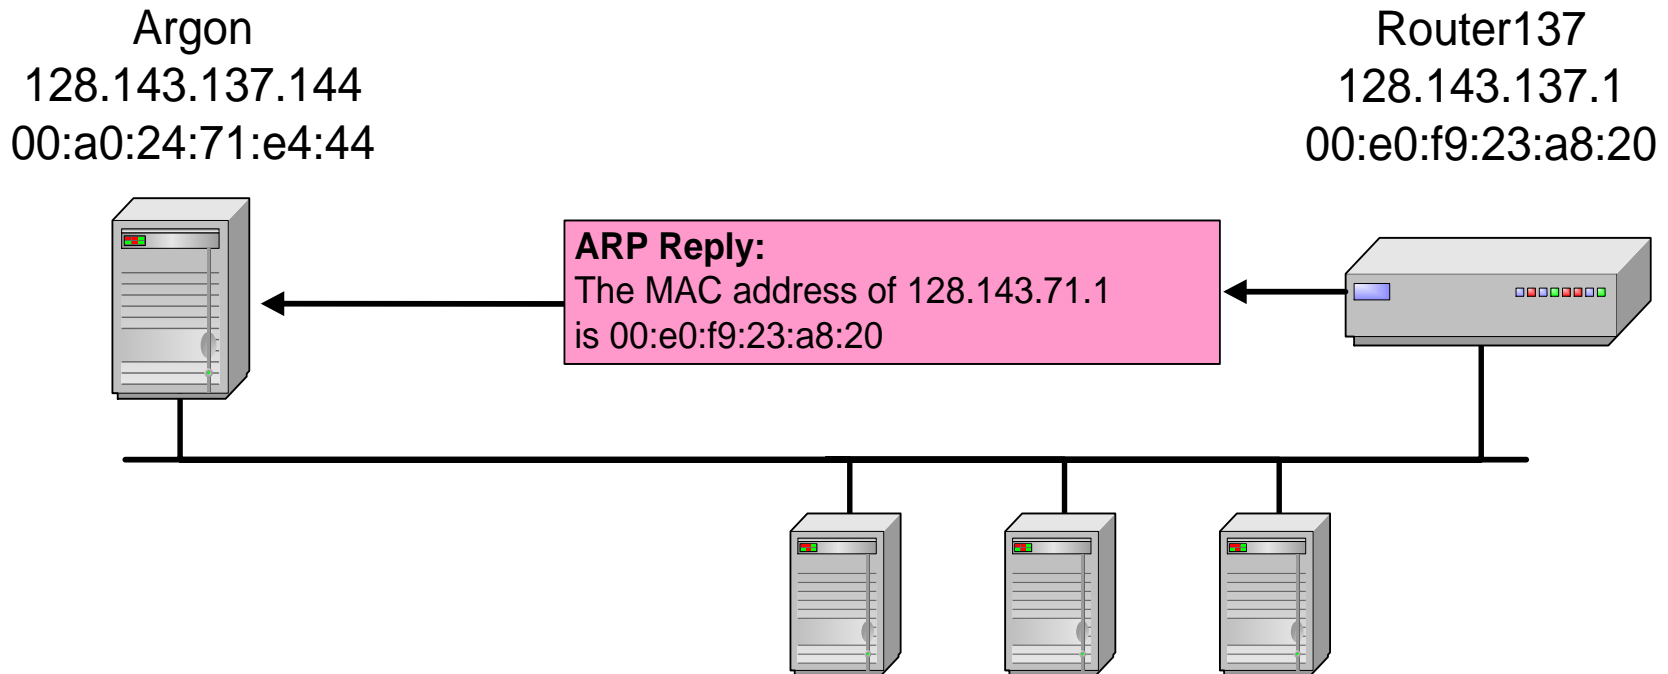 Argon
128.143.137.144
00:a0:24:71:e4:44
Router137
128.143.137.1
00:e0:f9:23:a8:20
ARP Reply:
The MAC address of 128.143.71.1
is 00:e0:f9:23:a8:20